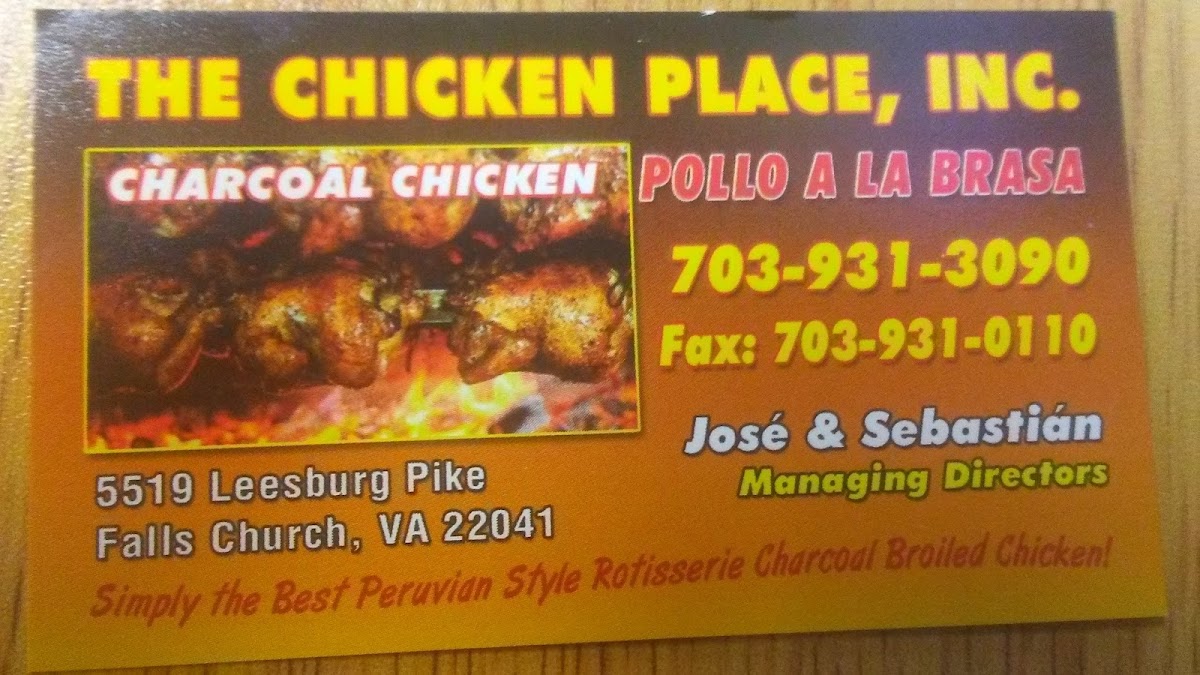 THE CHICKEN PLACE, INC.
CHARCOAL CHICKEN
POLLO A LA BRASA
703-931-3090
Fax: 703-931-0110
José & Sebastián
Managing Directors
5519 Leesburg Pike
Falls Church, VA 22041
Simply the Best Peruvian Style Rotisserie Charcoal Broiled Chicken!